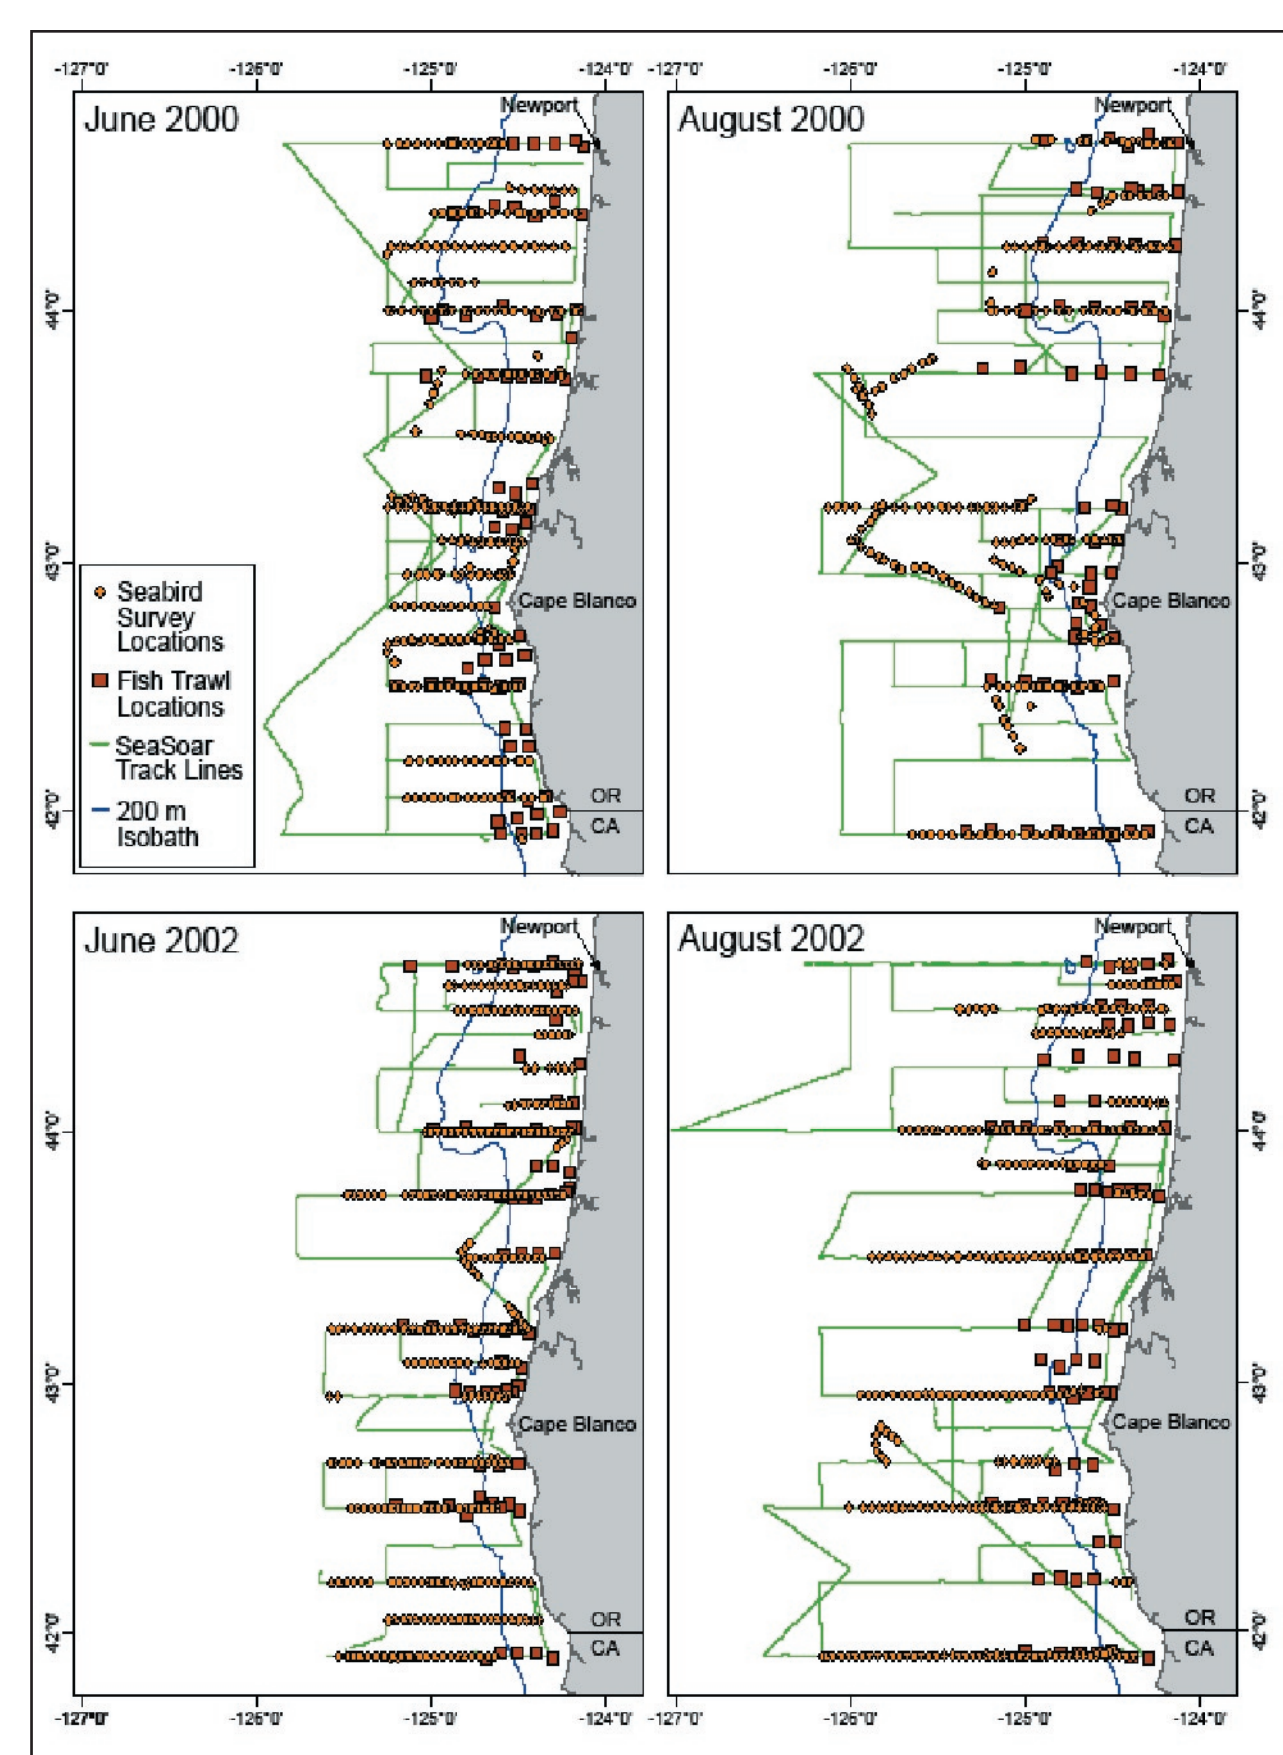 -127°0' -126°0' -125°0' -124°0' -127°0' -126°0' -125°0' -124°0'
June 2000
Newport
August 2000
Newport
44°0'
44°0'
43°0'
43°0'
Seabird
Survey
Locations
Fish Trawl
Locations
SeaSoar
Track Lines
200 m
Isobath
Cape Blanco
Cape Blanco
42°0'
OR
CA
OR
CA
42°0'
June 2002
Newport
August 2002
Newport
44°0'
44°0'
43°0'
43°0'
Cape Blanco
Cape Blanco
42°0'
OR
CA
OR
CA
42°0'
-127°0' -126°0' -125°0' -124°0' -127°0' -126°0' -125°0' -124°0'